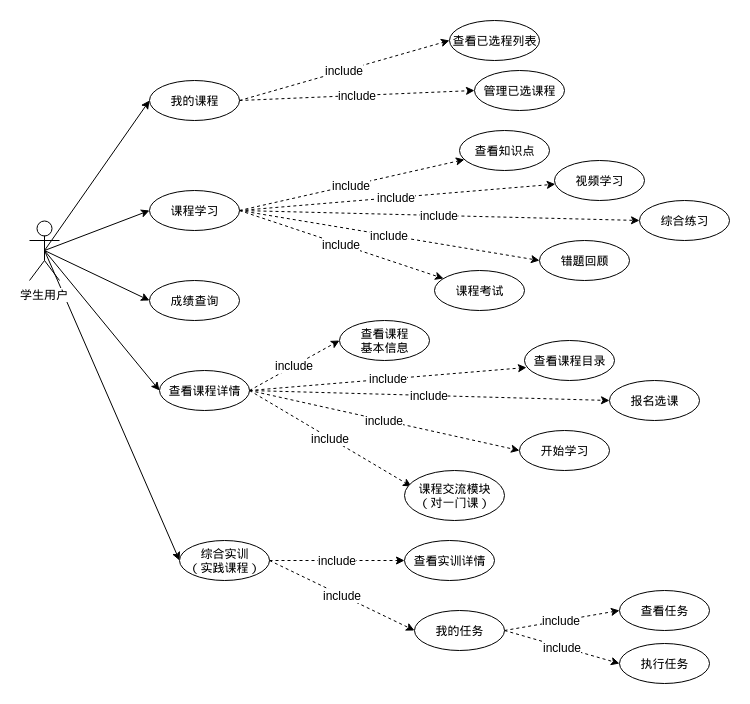 查看已选程列表
include
我的课程
include
管理已选课程
查看知识点
include
视频学习
include
课程学习
include
综合练习
include
错题回顾
include
课程考试
学生用户
成绩查询
查看课程
基本信息
include
查看课程目录
include
查看课程详情
include
报名选课
include
开始学习
include
课程交流模块
（对一门课）
综合实训
（实践课程）
include
查看实训详情
include
我的任务
include
查看任务
include
执行任务